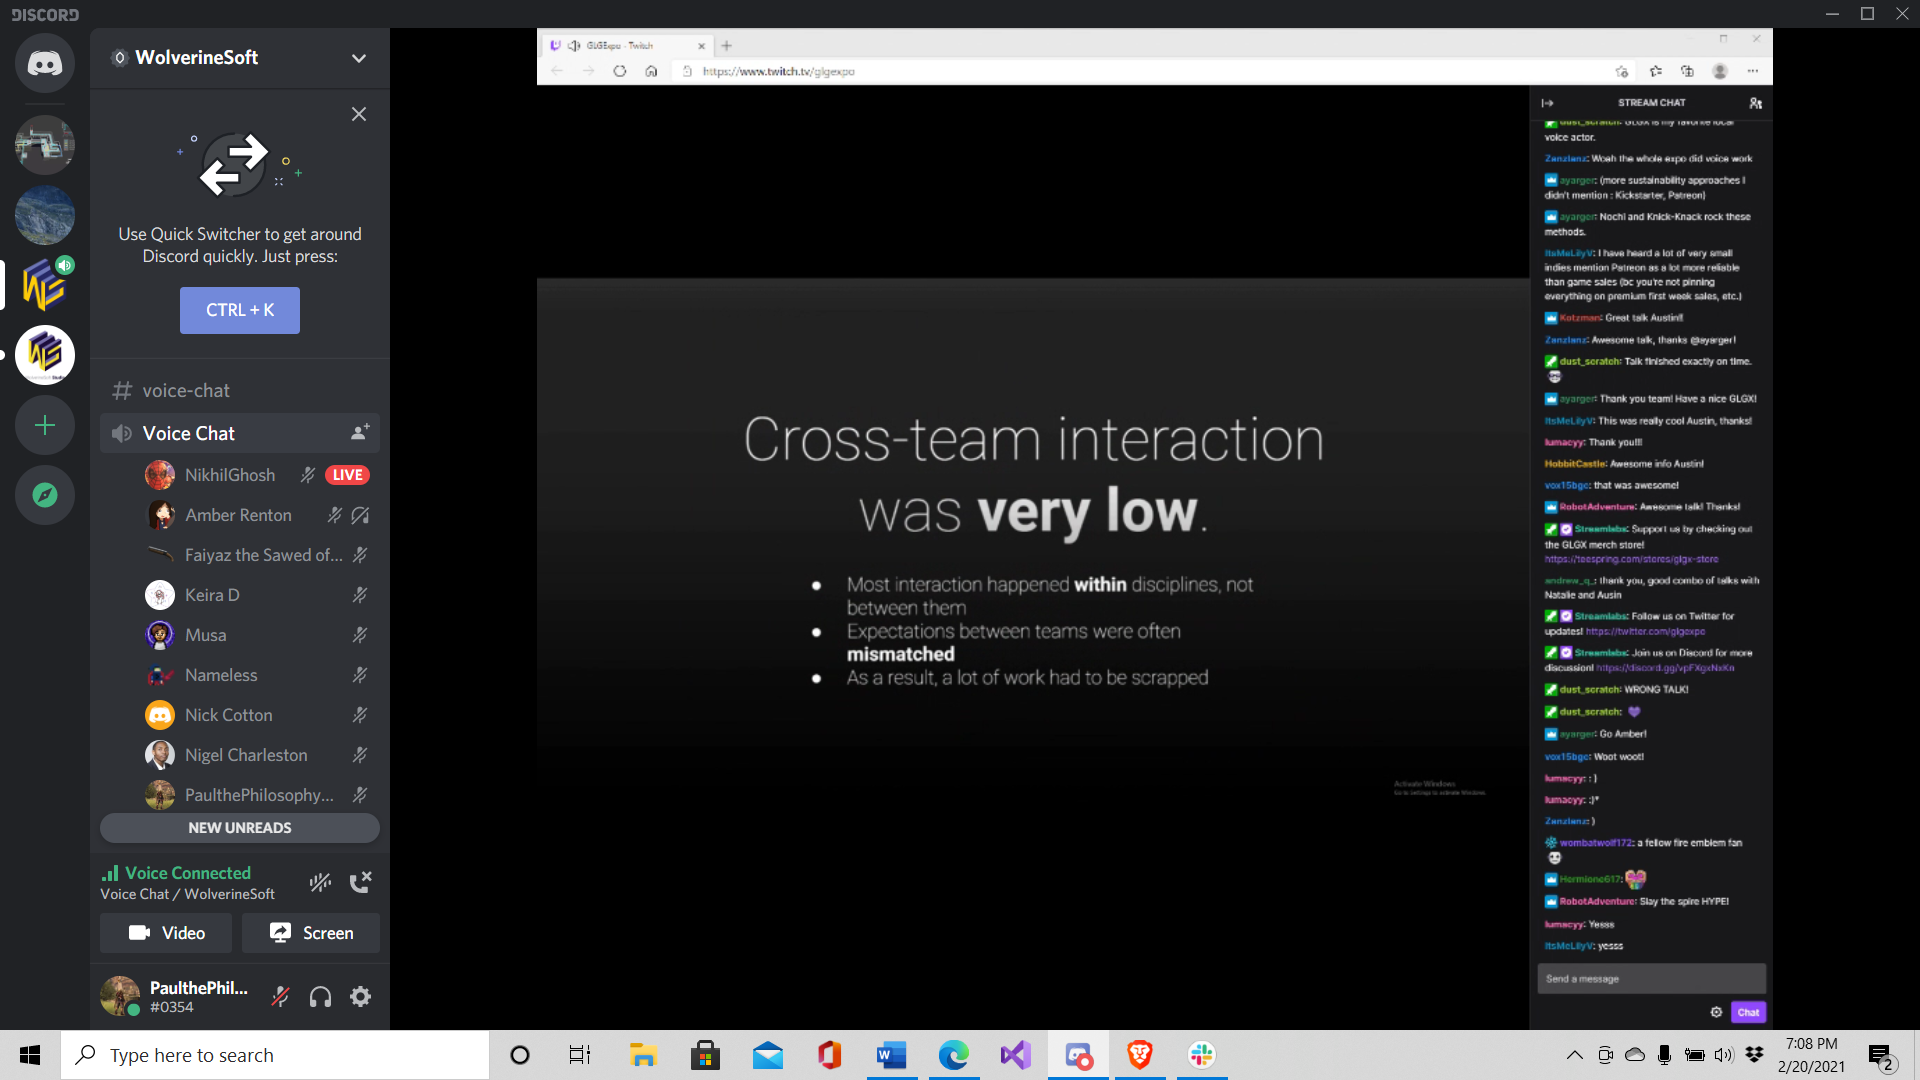 DISCORD
WolverineSoft
Use Quick Switcher to get around
Discord quickly. Just press:
CTRL + K
voice-chat
Voice Chat
NikhilGhosh LIVE
Amber Renton
Faiyaz the Sawed of...
Keira D
Musa
Nameless
Nick Cotton
Nigel Charleston
PaulthePhilosophy...
NEW UNREADS
Voice Connected
Voice Chat / WolverineSoft
Video Screen
PaulthePhil...
#0354
GLGExpo - Twitch
https://www.twitch.tv/glgexpo
Cross-team interaction
was very low.
● Most interaction happened within disciplines, not
between them
● Expectations between teams were often
mismatched
● As a result, a lot of work had to be scrapped
Activate Windows
Go to Settings to activate Windows.
STREAM CHAT
dust_scratch: GLGX is my favorite local
voice actor.
Zanzlanz: Woah the whole expo did voice work
ayarger: (more sustainability approaches I
didn't mention : Kickstarter, Patreon)
ayarger: Nochi and Knick-Knack rock these
methods.
ItsMeLilyV: I have heard a lot of very small
indies mention Patreon as a lot more reliable
than game sales (bc you're not pinning
everything on premium first week sales, etc.)
Kotzman: Great talk Austin!!
Zanzlanz: Awesome talk, thanks @ayarger!
dust_scratch: Talk finished exactly on time.
ayarger: Thank you team! Have a nice GLGX!
ItsMeLilyV: This was really cool Austin, thanks!
lumacyy: Thank you!!!
HobbitCastle: Awesome info Austin!
vox15bgc: that was awesome!
RobotAdventure: Awesome talk! Thanks!
Streamlabs: Support us by checking out
the GLGX merch store!
https://teespring.com/stores/glgx-store
andrew_q_: thank you, good combo of talks with
Natalie and Ausin
Streamlabs: Follow us on Twitter for
updates! https://twitter.com/glgexpo
Streamlabs: Join us on Discord for more
discussion! https://discord.gg/vpFXgxNxKn
dust_scratch: WRONG TALK!
dust_scratch:
ayarger: Go Amber!
vox15bgc: Woot woot!
lumacyy: : )
lumacyy: :)*
Zanzlanz: )
wombatwolf172: a fellow fire emblem fan
Hermione617:
RobotAdventure: Slay the spire HYPE!
lumacyy: Yesss
ItsMeLilyV: yesss
Send a message
Chat
Type here to search
7:08 PM
2/20/2021
2